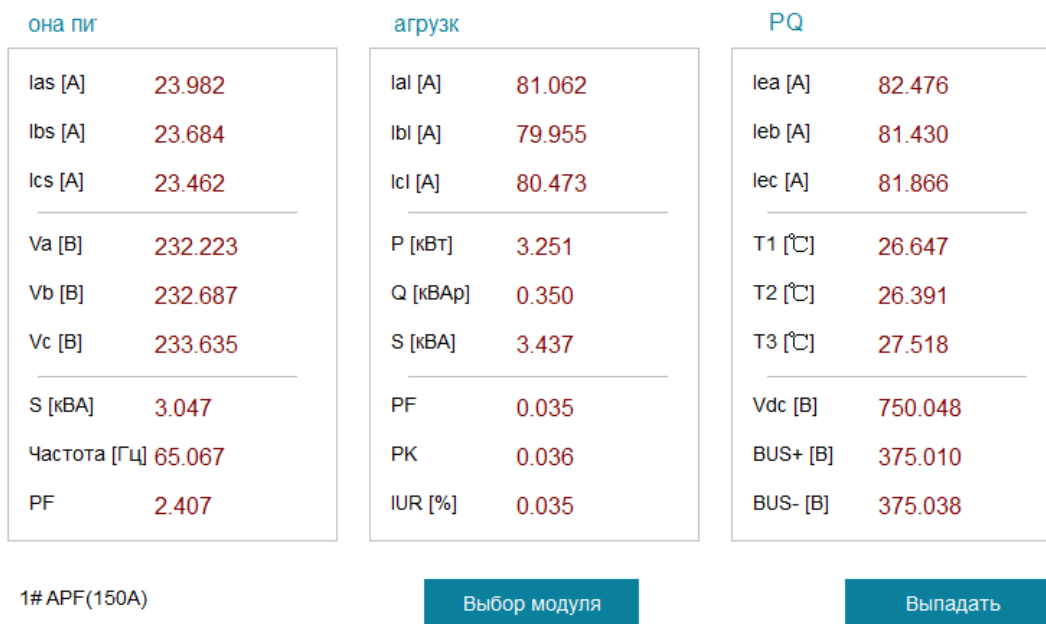 она пи
агрузк
PQ
Ias [A] 23.982
Ibs [A] 23.684
Ics [A] 23.462
Va [В] 232.223
Vb [В] 232.687
Vc [В] 233.635
S [кВА] 3.047
Частота [Гц] 65.067
PF 2.407
Ial [A] 81.062
Ibl [A] 79.955
Icl [A] 80.473
P [кВт] 3.251
Q [кВАр] 0.350
S [кВА] 3.437
PF 0.035
PK 0.036
IUR [%] 0.035
Iea [A] 82.476
Ieb [A] 81.430
Iec [A] 81.866
T1 [℃] 26.647
T2 [℃] 26.391
T3 [℃] 27.518
Vdc [В] 750.048
BUS+ [В] 375.010
BUS- [В] 375.038
1# APF(150A)
Выбор модуля
Выпадать